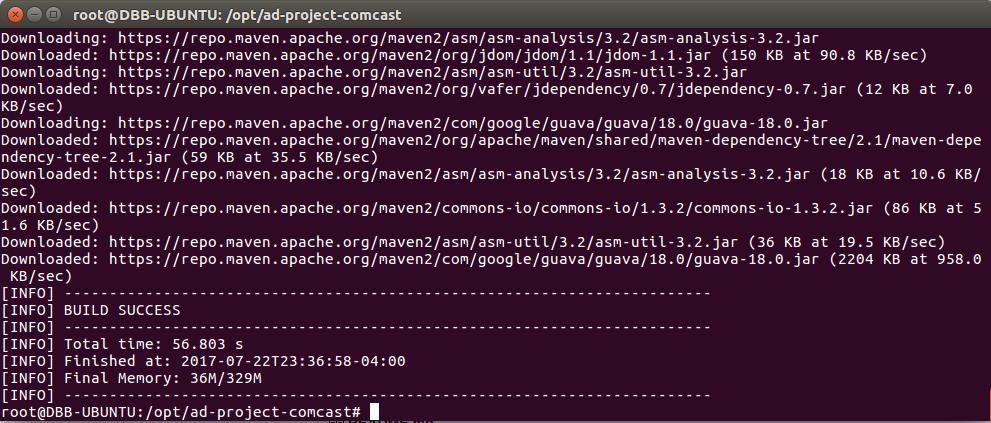 root@DBB-UBUNTU: /opt/ad-project-comcast
Downloading: https://repo.maven.apache.org/maven2/asm/asm-analysis/3.2/asm-analysis-3.2.jar
Downloaded: https://repo.maven.apache.org/maven2/org/jdom/jdom/1.1/jdom-1.1.jar (150 KB at 90.8 KB/sec)
Downloading: https://repo.maven.apache.org/maven2/asm/asm-util/3.2/asm-util-3.2.jar
Downloaded: https://repo.maven.apache.org/maven2/org/vafer/jdependency/0.7/jdependency-0.7.jar (12 KB at 7.0
KB/sec)
Downloading: https://repo.maven.apache.org/maven2/com/google/guava/guava/18.0/guava-18.0.jar
Downloaded: https://repo.maven.apache.org/maven2/org/apache/maven/shared/maven-dependency-tree/2.1/maven-depe
ndency-tree-2.1.jar (59 KB at 35.5 KB/sec)
Downloaded: https://repo.maven.apache.org/maven2/asm/asm-analysis/3.2/asm-analysis-3.2.jar (18 KB at 10.6 KB/
sec)
Downloaded: https://repo.maven.apache.org/maven2/commons-io/commons-io/1.3.2/commons-io-1.3.2.jar (86 KB at 5
1.6 KB/sec)
Downloaded: https://repo.maven.apache.org/maven2/asm/asm-util/3.2/asm-util-3.2.jar (36 KB at 19.5 KB/sec)
Downloaded: https://repo.maven.apache.org/maven2/com/google/guava/guava/18.0/guava-18.0.jar (2204 KB at 958.0
KB/sec)
[INFO] ------------------------------------------------------------------------
[INFO] BUILD SUCCESS
[INFO] ------------------------------------------------------------------------
[INFO] Total time: 56.803 s
[INFO] Finished at: 2017-07-22T23:36:58-04:00
[INFO] Final Memory: 36M/329M
[INFO] ------------------------------------------------------------------------
root@DBB-UBUNTU:/opt/ad-project-comcast#